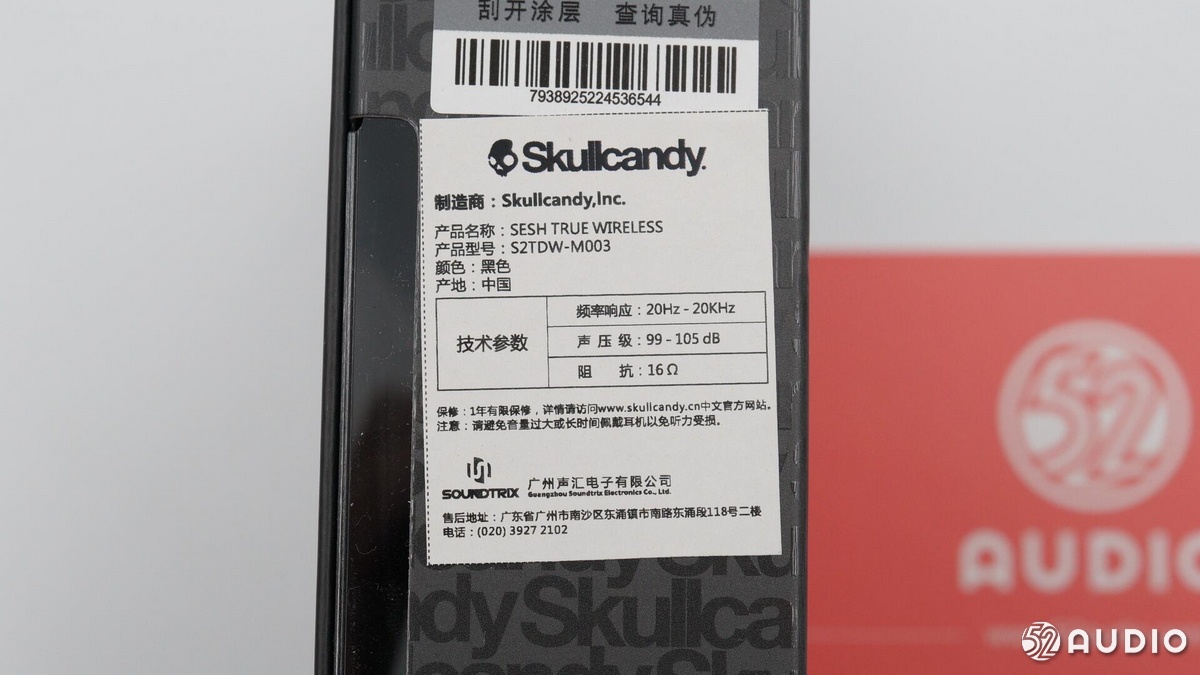 刮开涂层 查询真伪
7938925224536544
Skullcandy.
制造商：Skullcandy,Inc.
产品名称：SESH TRUE WIRELESS
产品型号：S2TDW-M003
颜色：黑色
产地：中国
技术参数
频率响应：20Hz - 20KHz
声 压 级：99 - 105 dB
阻 抗：16 Ω
保修：1年有限保修，详情请访问www.skullcandy.cn中文官方网站。
注意：请避免音量过大或长时间佩戴耳机以免听力受损。
SOUNDTRIX
广州声汇电子有限公司
Guangzhou Soundtrix Electronics Co., Ltd.
售后地址：广东省广州市南沙区东涌镇市南路东涌段118号二楼
电话：(020) 3927 2102
andySkullca
52
AUDIO
52 AUDIO